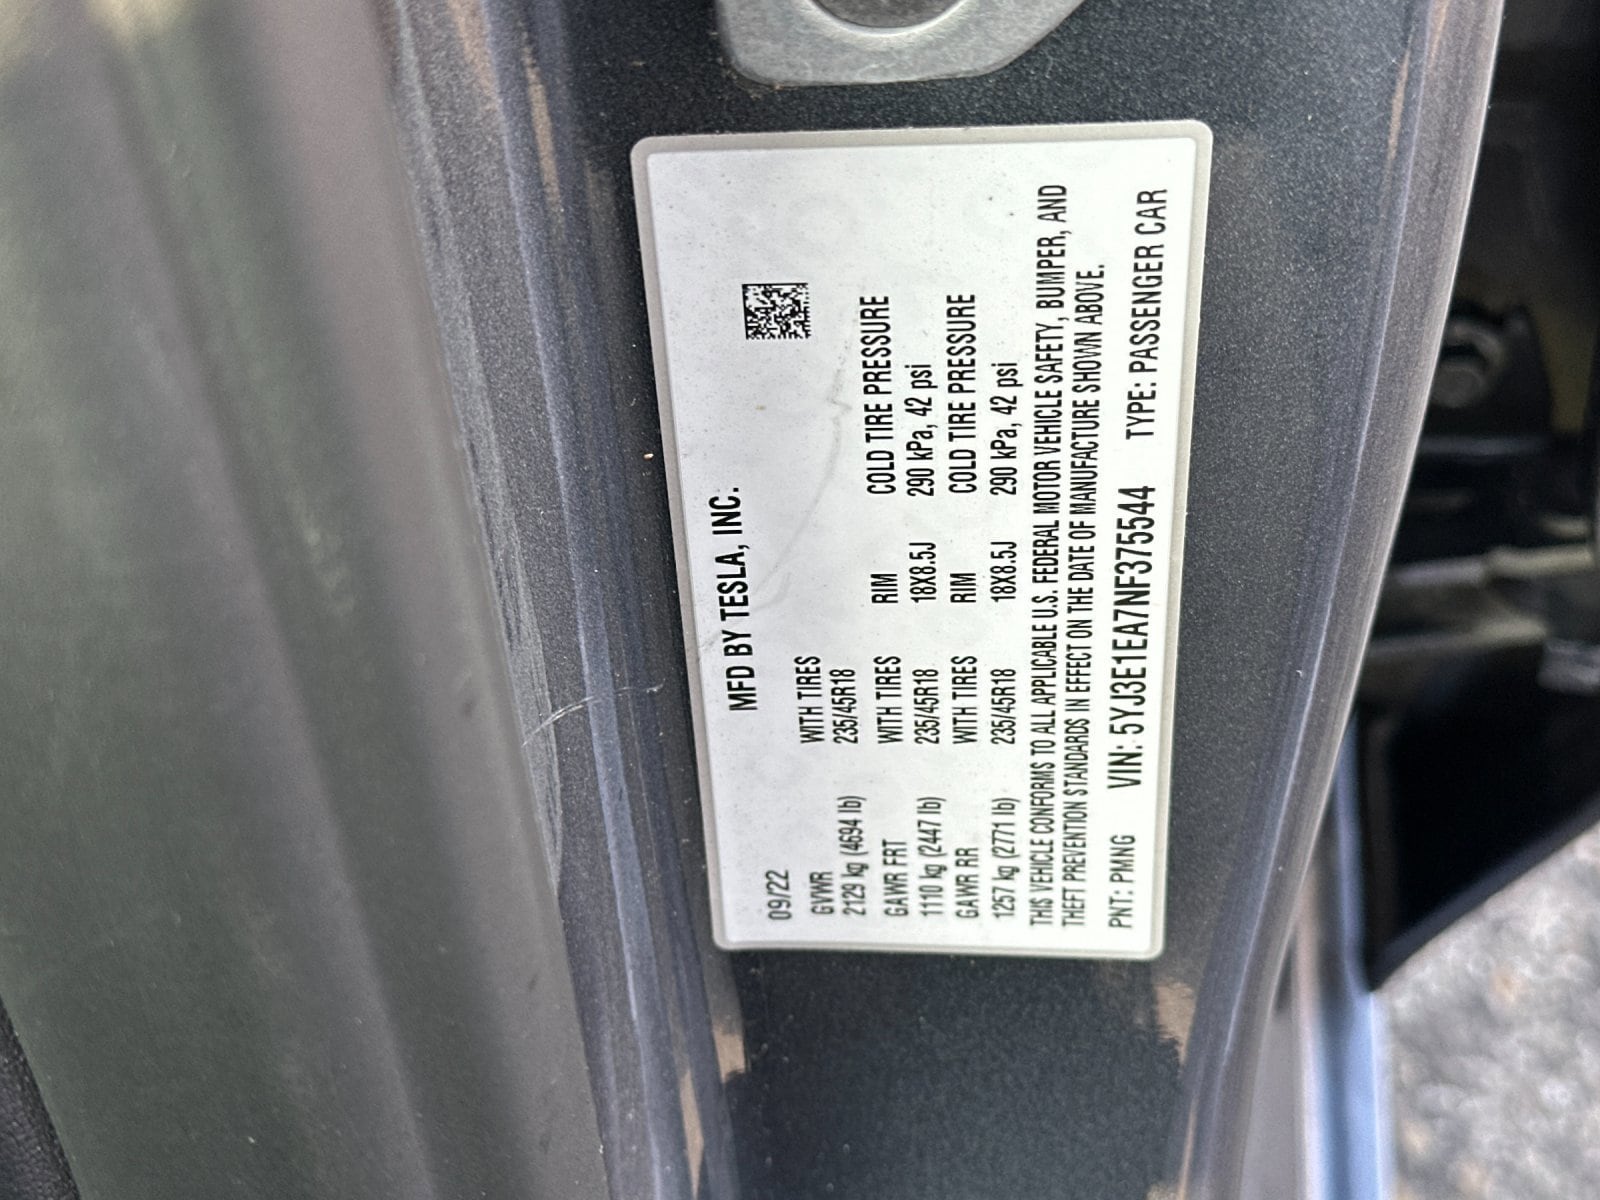 MFD BY TESLA, INC.
09/22
GVWR WITH TIRES
2129 kg (4694 lb) 235/45R18
GAWR FRT WITH TIRES RIM COLD TIRE PRESSURE
1110 kg (2447 lb) 235/45R18 18X8.5J 290 kPa, 42 psi
GAWR RR WITH TIRES RIM COLD TIRE PRESSURE
1257 kg (2771 lb) 235/45R18 18X8.5J 290 kPa, 42 psi
THIS VEHICLE CONFORMS TO ALL APPLICABLE U.S. FEDERAL MOTOR VEHICLE SAFETY, BUMPER, AND
THEFT PREVENTION STANDARDS IN EFFECT ON THE DATE OF MANUFACTURE SHOWN ABOVE.
PNT: PMNG VIN: 5YJ3E1EA7NF375544 TYPE: PASSENGER CAR